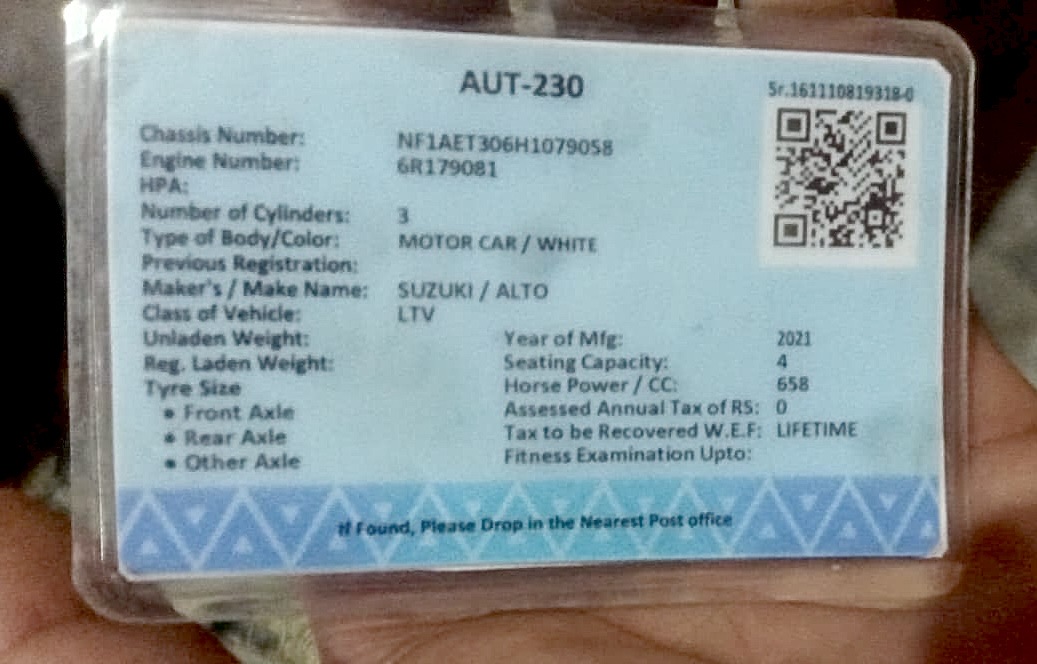 AUT-230
Sr.161110819318-0
Chassis Number: NF1AET306H1079058
Engine Number: 6R179081
HPA:
Number of Cylinders: 3
Type of Body/Color: MOTOR CAR / WHITE
Previous Registration:
Maker's / Make Name: SUZUKI / ALTO
Class of Vehicle: LTV
Unladen Weight: Year of Mfg: 2021
Reg. Laden Weight: Seating Capacity: 4
Tyre Size Horse Power / CC: 658
• Front Axle Assessed Annual Tax of RS: 0
• Rear Axle Tax to be Recovered W.E.F: LIFETIME
• Other Axle Fitness Examination Upto:
If Found, Please Drop in the Nearest Post office